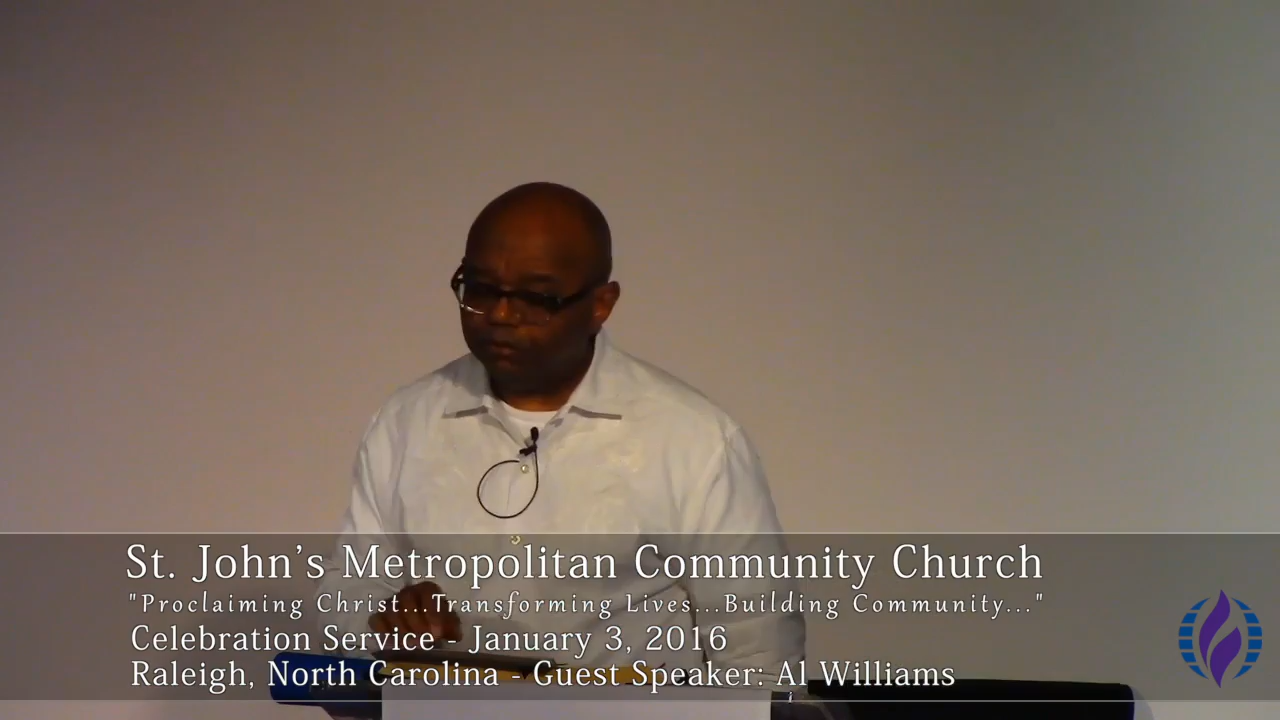 St. John's Metropolitan Community Church
"Proclaiming Christ...Transforming Lives...Building Community..."
Celebration Service - January 3, 2016
Raleigh, North Carolina - Guest Speaker: Al Williams